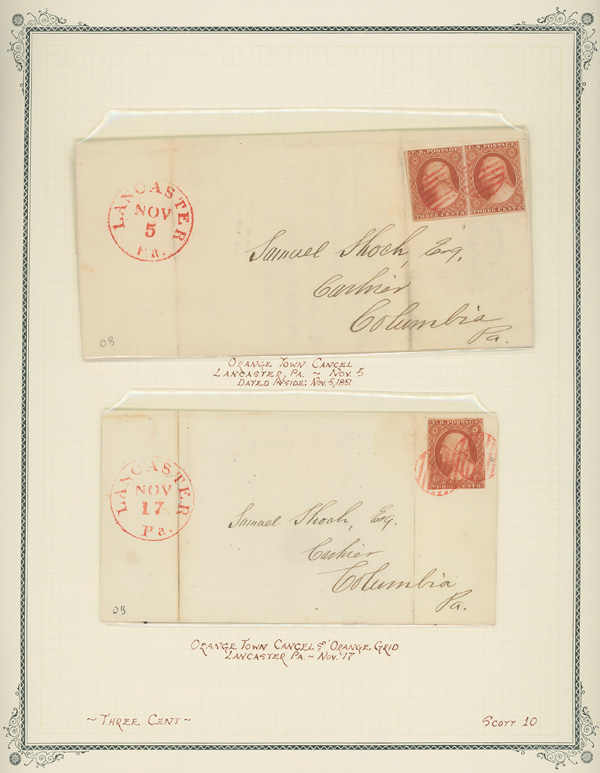 U.S. POSTAGE U.S. POSTAGE
THREE CENTS THREE CENTS
LANCASTER
NOV
5
Pa.
Samuel Shoch, Esq.
Cashier
Columbia
Pa.
OB
ORANGE TOWN CANCEL
LANCASTER, PA. ~ NOV. 5
DATED INSIDE: NOV. 5, 1851
U.S. POSTAGE
THREE CENTS
LANCASTER
NOV
17
Pa.
Samuel Shoch, Esq.
Cashier
Columbia
Pa.
OB
ORANGE TOWN CANCEL & ORANGE GRID
LANCASTER PA. ~ NOV. 17
~ THREE CENT ~
SCOTT 10